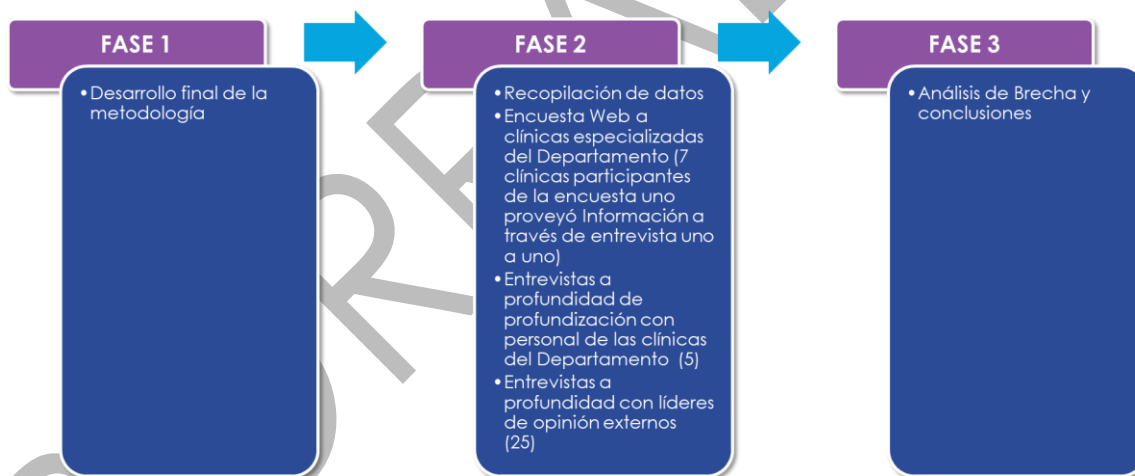 FASE 1
•Desarrollo final de la
metodología
FASE 2
•Recopilación de datos
•Encuesta Web a
clínicas especializadas
del Departamento (7
clínicas participantes
de la encuesta uno
proveyó Información a
través de entrevista uno
a uno)
•Entrevistas a
profundidad de
profundización con
personal de las clínicas
del Departamento (5)
•Entrevistas a
profundidad con líderes
de opinión externos
(25)
FASE 3
•Análisis de Brecha y
conclusiones